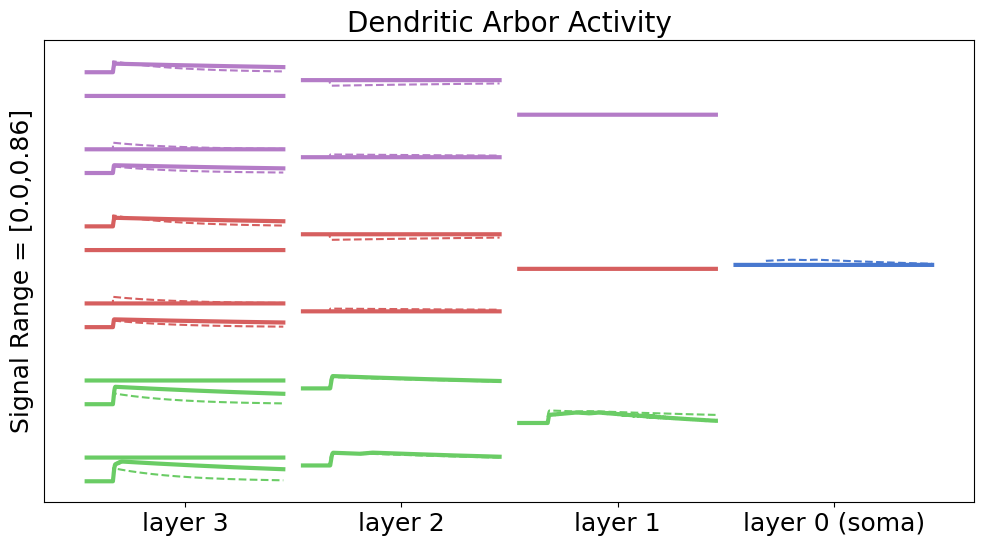 Dendritic Arbor Activity
Signal Range = [0.0,0.86]
layer 3
layer 2
layer 1
layer 0 (soma)